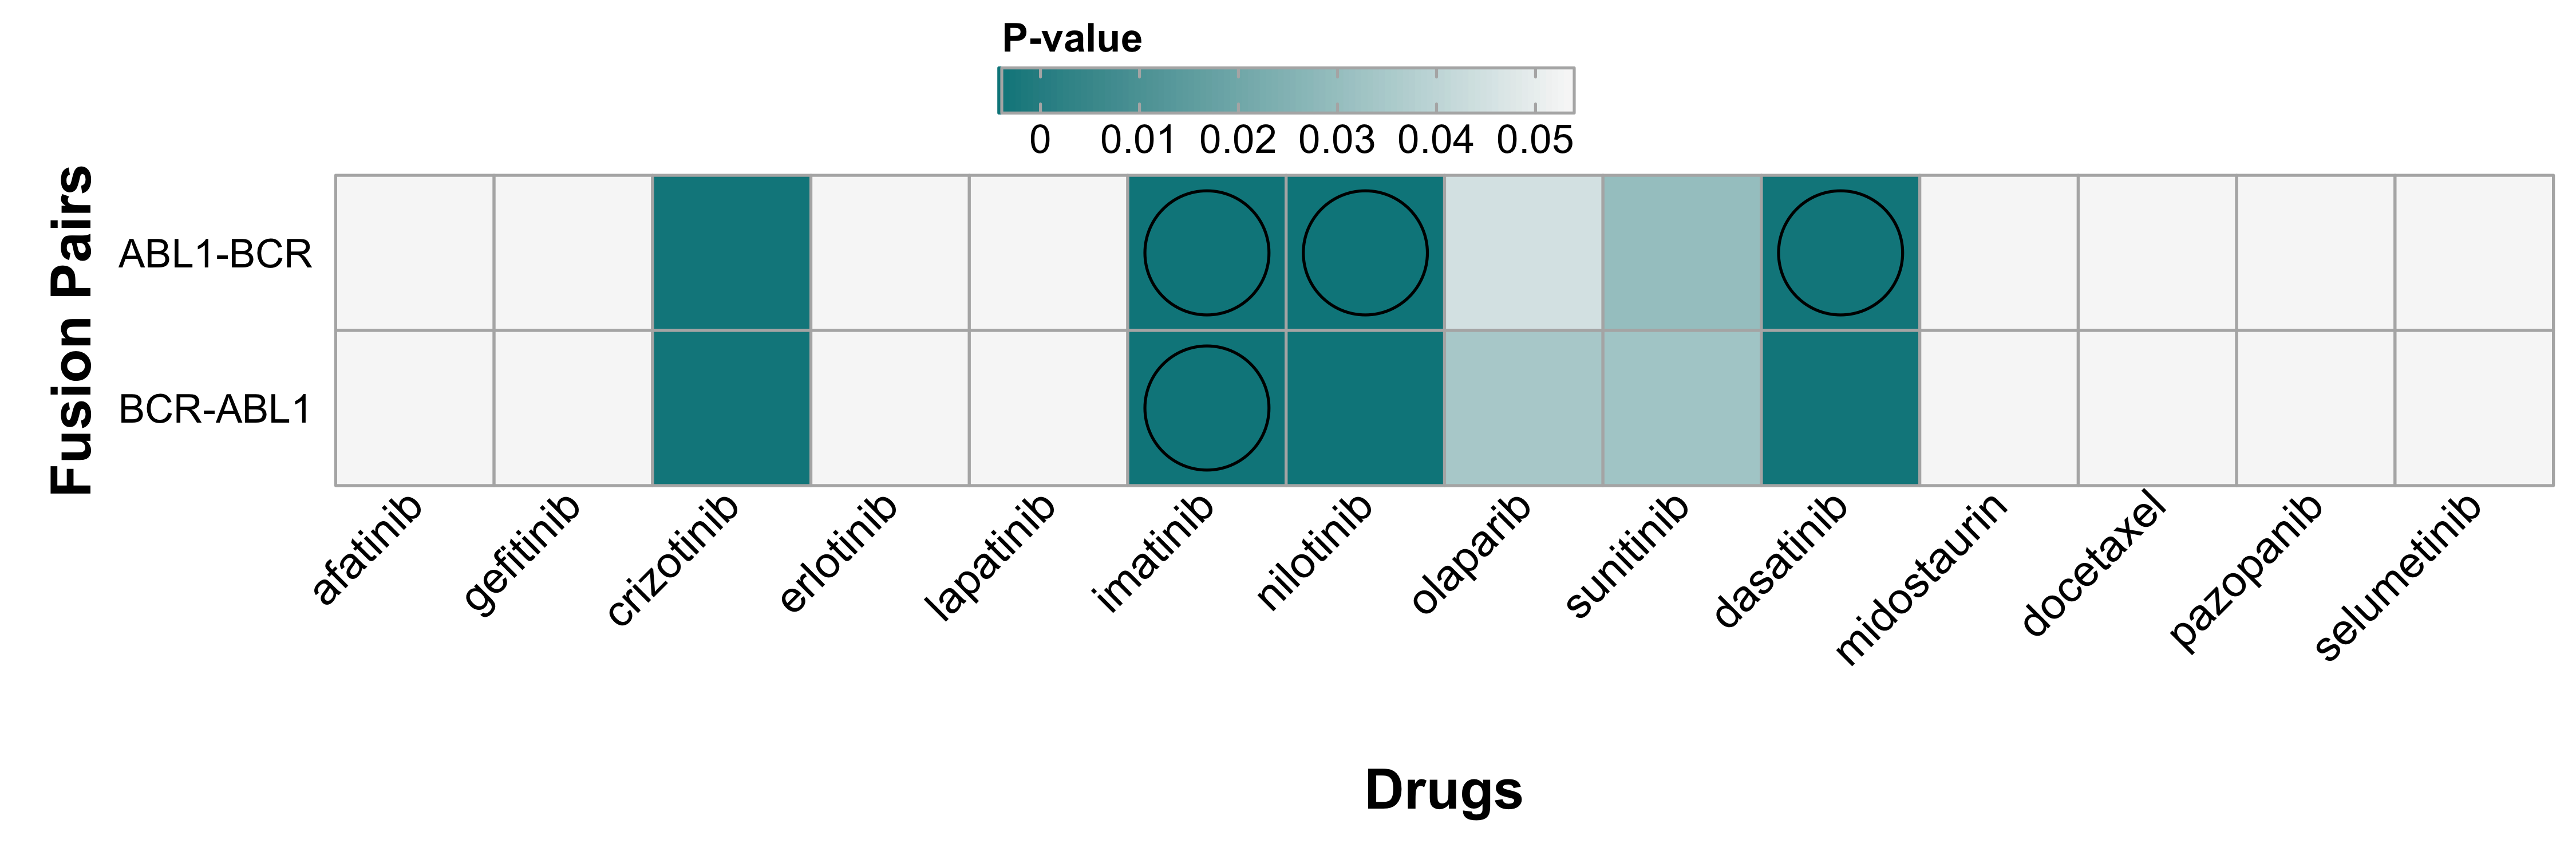 P-value
0 0.01 0.02 0.03 0.04 0.05
Fusion Pairs
ABL1-BCR
BCR-ABL1
afatinib gefitinib crizotinib erlotinib lapatinib imatinib nilotinib olaparib sunitinib dasatinib midostaurin docetaxel pazopanib selumetinib
Drugs